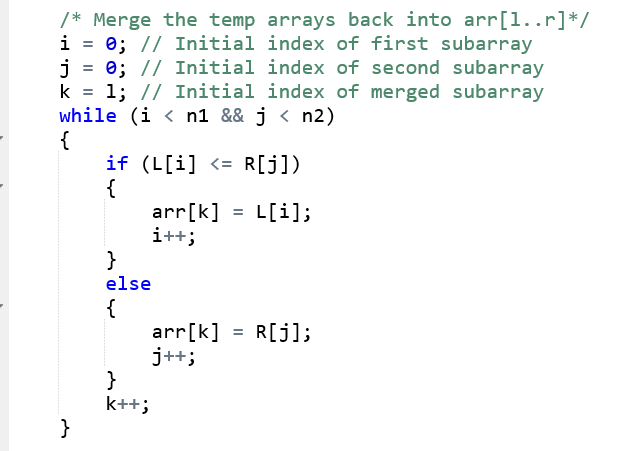 /* Merge the temp arrays back into arr[l..r]*/
i = 0; // Initial index of first subarray
j = 0; // Initial index of second subarray
k = l; // Initial index of merged subarray
while (i < n1 && j < n2)
{
if (L[i] <= R[j])
{
arr[k] = L[i];
i++;
}
else
{
arr[k] = R[j];
j++;
}
k++;
}